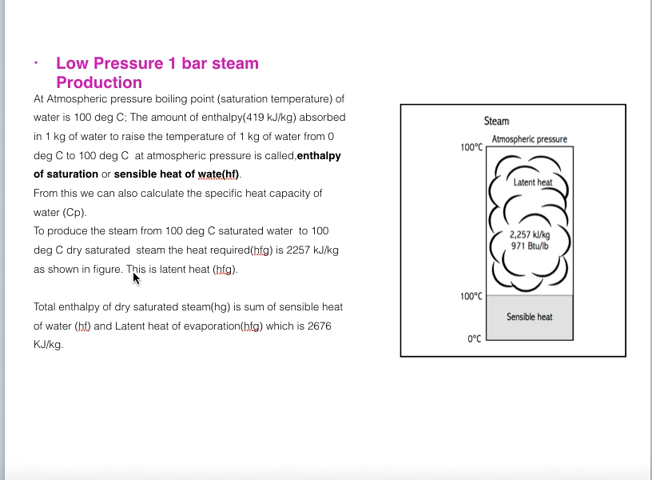 · Low Pressure 1 bar steam
Production
At Atmospheric pressure boiling point (saturation temperature) of
water is 100 deg C; The amount of enthalpy(419 kJ/kg) absorbed
in 1 kg of water to raise the temperature of 1 kg of water from 0
deg C to 100 deg C at atmospheric pressure is called,enthalpy
of saturation or sensible heat of wate(hf).
From this we can also calculate the specific heat capacity of
water (Cp).
To produce the steam from 100 deg C saturated water to 100
deg C dry saturated steam the heat required(hfg) is 2257 kJ/kg
as shown in figure. This is latent heat (hfg).
Total enthalpy of dry saturated steam(hg) is sum of sensible heat
of water (hf) and Latent heat of evaporation(hfg) which is 2676
KJ/kg.
Steam
Atmospheric pressure
100°C
Latent heat
2,257 kJ/kg
971 Btu/lb
100°C
Sensible heat
0°C